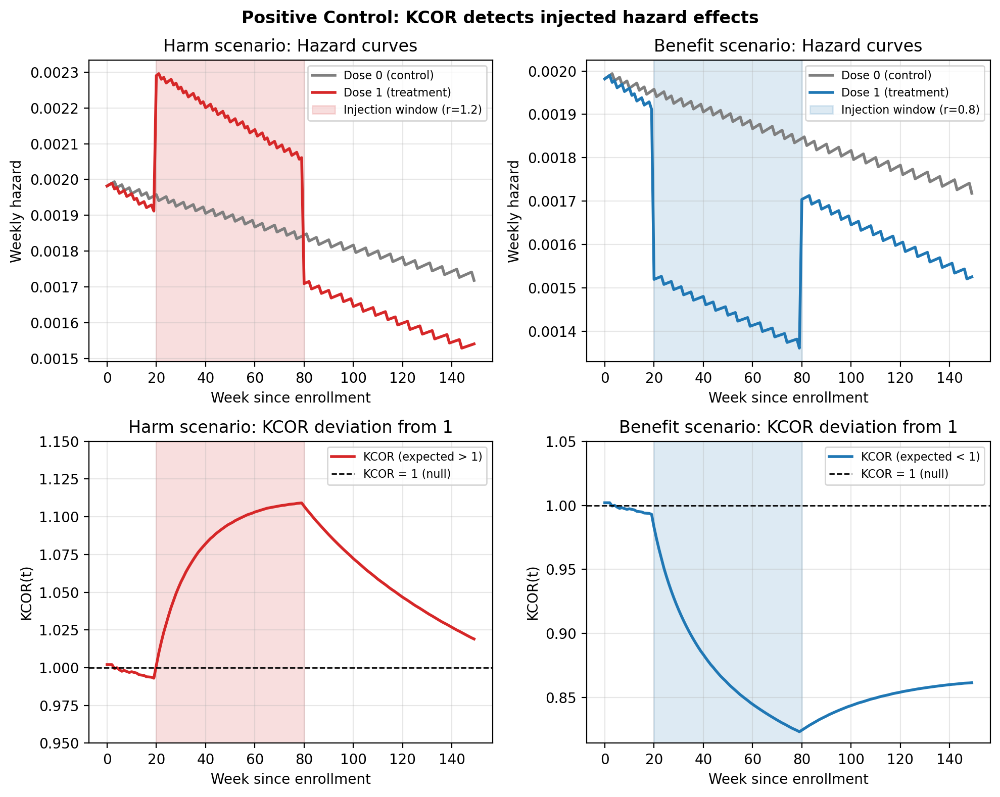 Positive Control: KCOR detects injected hazard effects
Harm scenario: Hazard curves
Weekly hazard
0.0023
0.0022
0.0021
0.0020
0.0019
0.0018
0.0017
0.0016
0.0015
Dose 0 (control)
Dose 1 (treatment)
Injection window (r=1.2)
0 20 40 60 80 100 120 140
Week since enrollment
Benefit scenario: Hazard curves
Weekly hazard
0.0020
0.0019
0.0018
0.0017
0.0016
0.0015
0.0014
Dose 0 (control)
Dose 1 (treatment)
Injection window (r=0.8)
0 20 40 60 80 100 120 140
Week since enrollment
Harm scenario: KCOR deviation from 1
KCOR(t)
1.150
1.125
1.100
1.075
1.050
1.025
1.000
0.975
0.950
KCOR (expected > 1)
KCOR = 1 (null)
0 20 40 60 80 100 120 140
Week since enrollment
Benefit scenario: KCOR deviation from 1
KCOR(t)
1.05
1.00
0.95
0.90
0.85
KCOR (expected < 1)
KCOR = 1 (null)
0 20 40 60 80 100 120 140
Week since enrollment